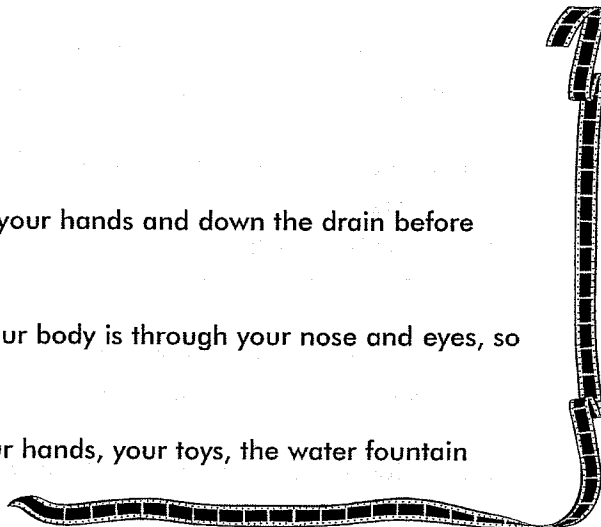 your hands and down the drain before
ur body is through your nose and eyes, so
r hands, your toys, the water fountain